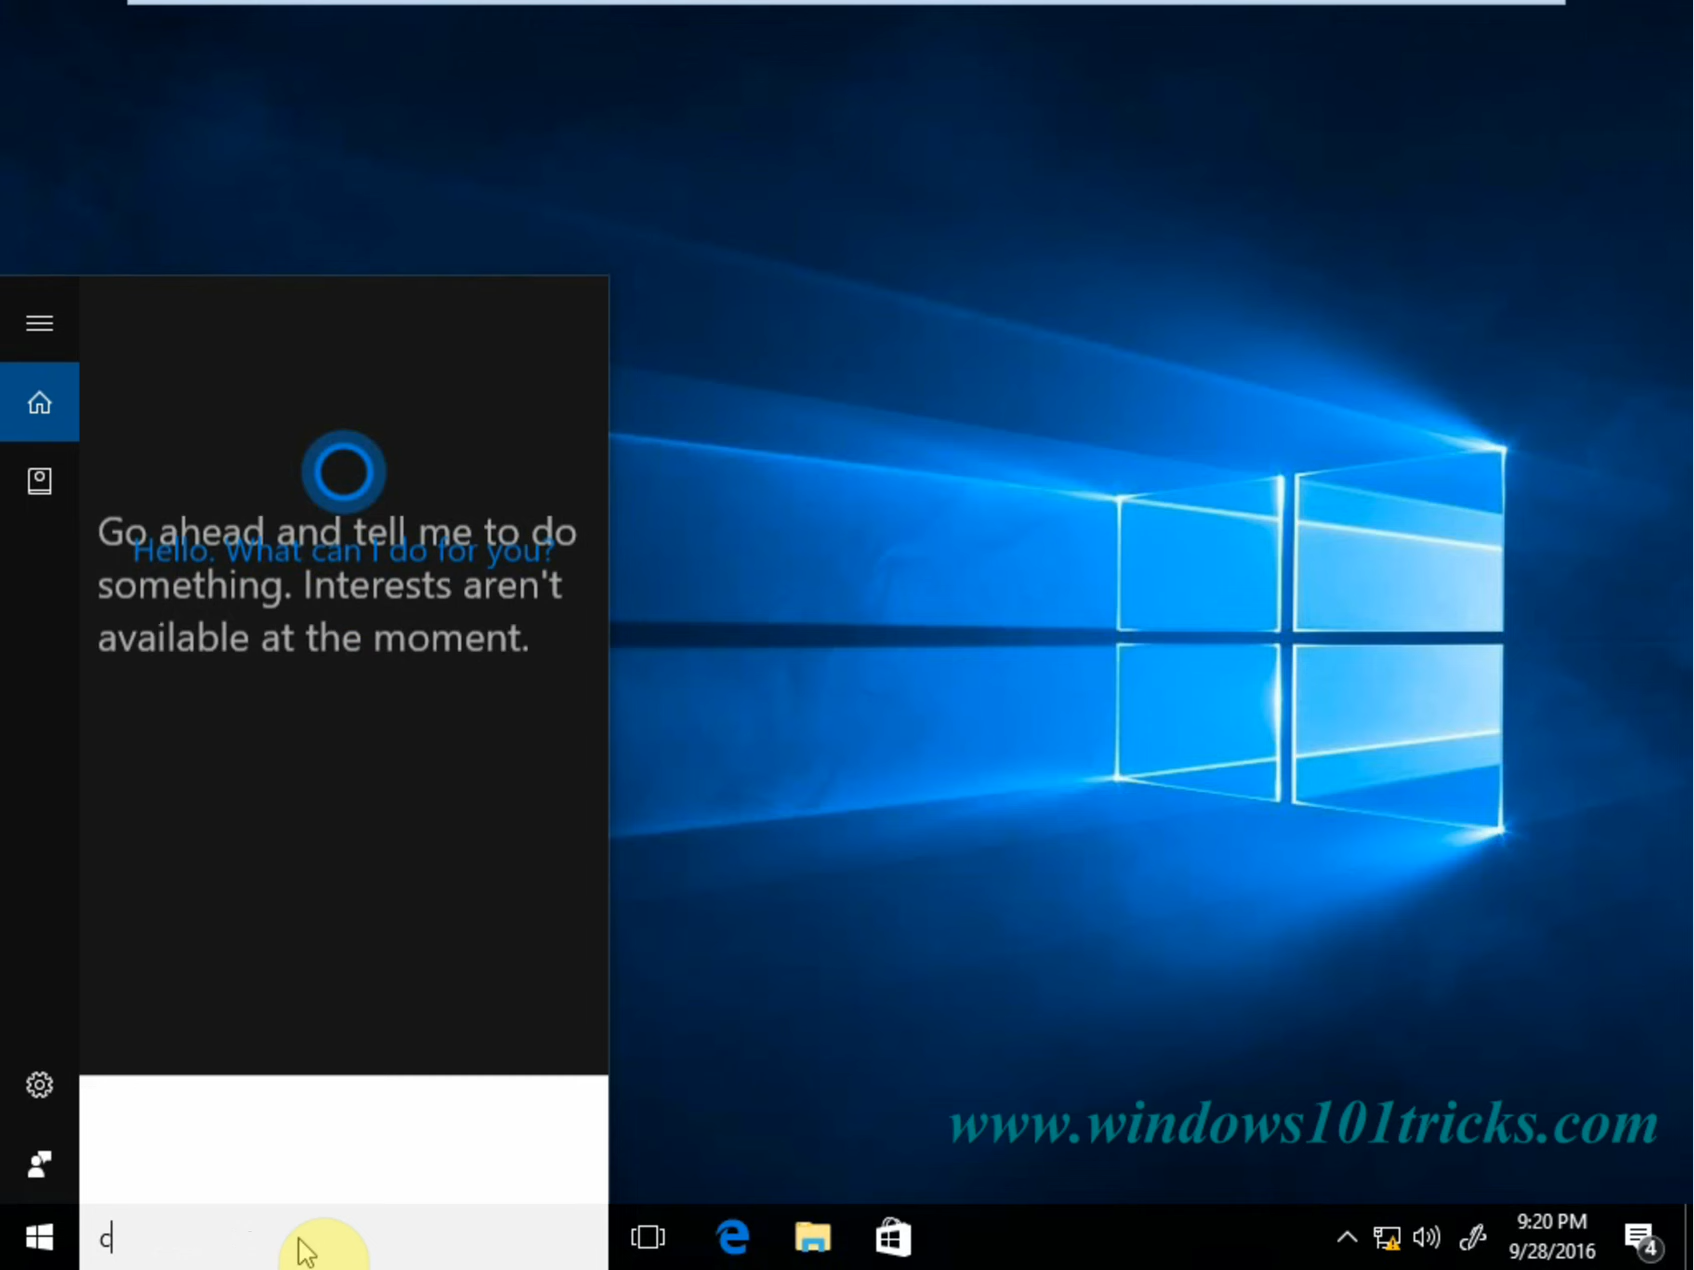 Go ahead and tell me to do
Hello. What can I do for you?
something. Interests aren't
available at the moment.
www.windows101tricks.com
c
9:20 PM
9/28/2016
4